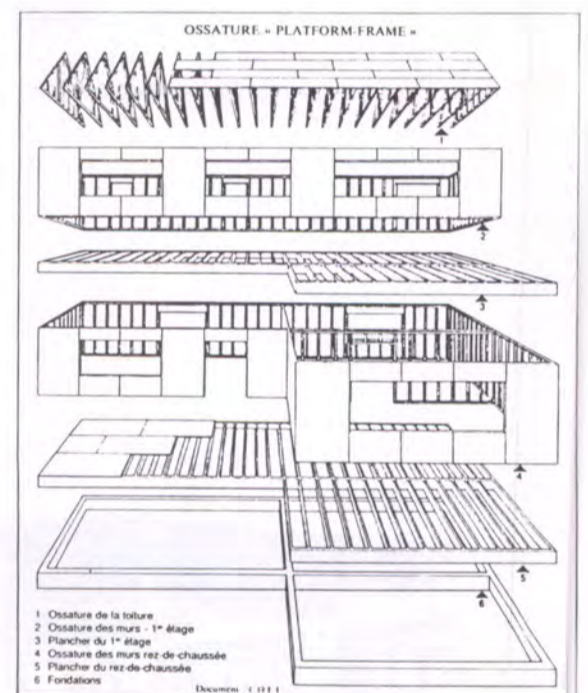 OSSATURE « PLATFORM-FRAME »
1
2
3
4
5
6
1 Ossature de la toiture
2 Ossature des murs - 1er étage
3 Plancher du 1er étage
4 Ossature des murs rez-de-chaussée
5 Plancher du rez-de-chaussée
6 Fondations
Document